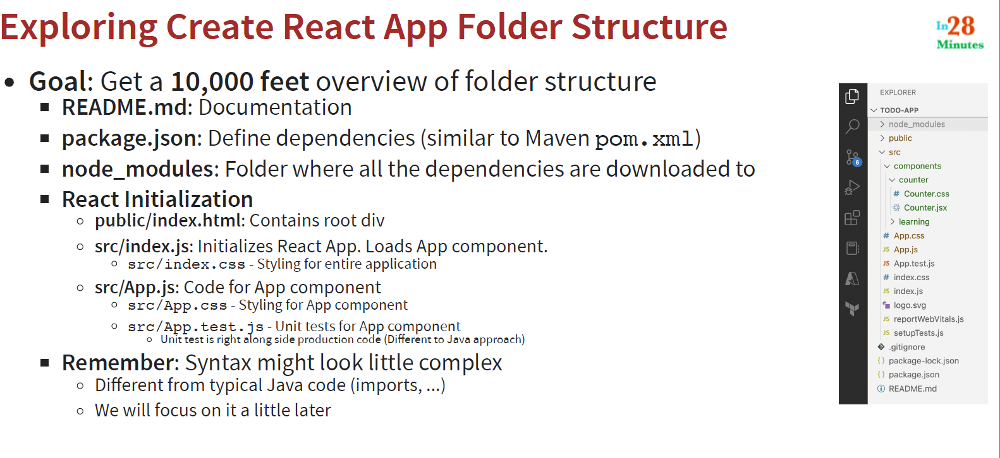 Exploring Create React App Folder Structure
In28
Minutes
Goal: Get a 10,000 feet overview of folder structure
README.md: Documentation
package.json: Define dependencies (similar to Maven pom.xml)
node_modules: Folder where all the dependencies are downloaded to
React Initialization
public/index.html: Contains root div
src/index.js: Initializes React App. Loads App component.
src/index.css - Styling for entire application
src/App.js: Code for App component
src/App.css - Styling for App component
src/App.test.js - Unit tests for App component
Unit test is right along side production code (Different to Java approach)
Remember: Syntax might look little complex
Different from typical Java code (imports, ...)
We will focus on it a little later
EXPLORER
TODO-APP
node_modules
public
src
components
counter
# Counter.css
Counter.jsx
learning
# App.css
JS App.js
JS App.test.js
# index.css
JS index.js
logo.svg
JS reportWebVitals.js
JS setupTests.js
.gitignore
{} package-lock.json
{} package.json
README.md
6